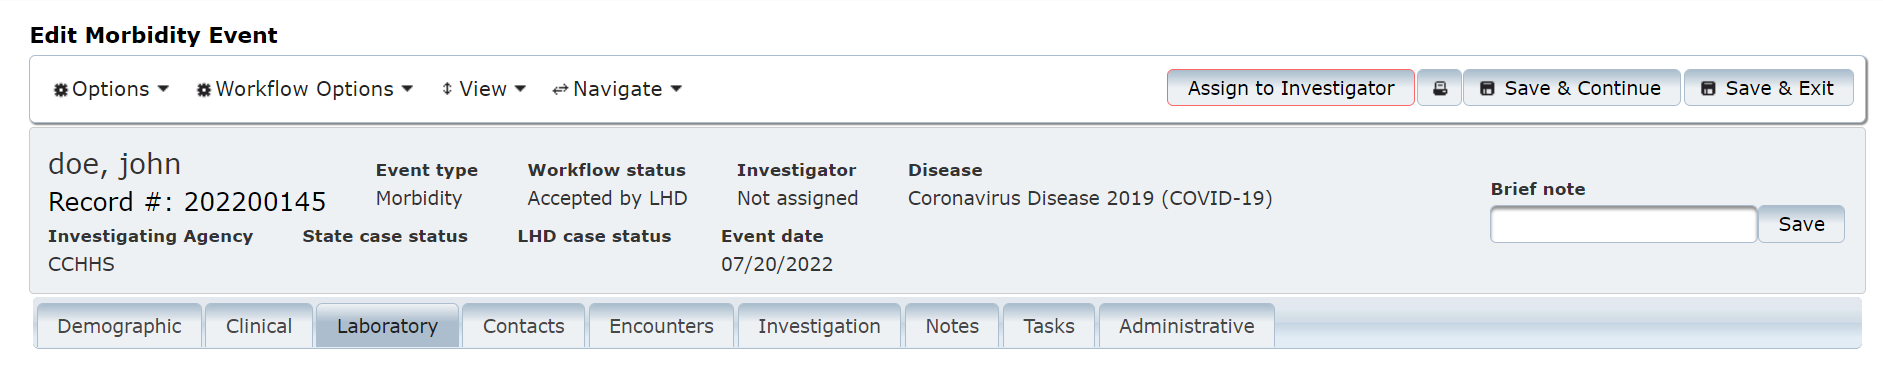 Edit Morbidity Event
Options Workflow Options View Navigate Assign to Investigator Save & Continue Save & Exit
doe, john
Record #: 202200145
Event type Workflow status Investigator Disease
Morbidity Accepted by LHD Not assigned Coronavirus Disease 2019 (COVID-19)
Brief note
Save
Investigating Agency State case status LHD case status Event date
CCHHS 07/20/2022
Demographic Clinical Laboratory Contacts Encounters Investigation Notes Tasks Administrative